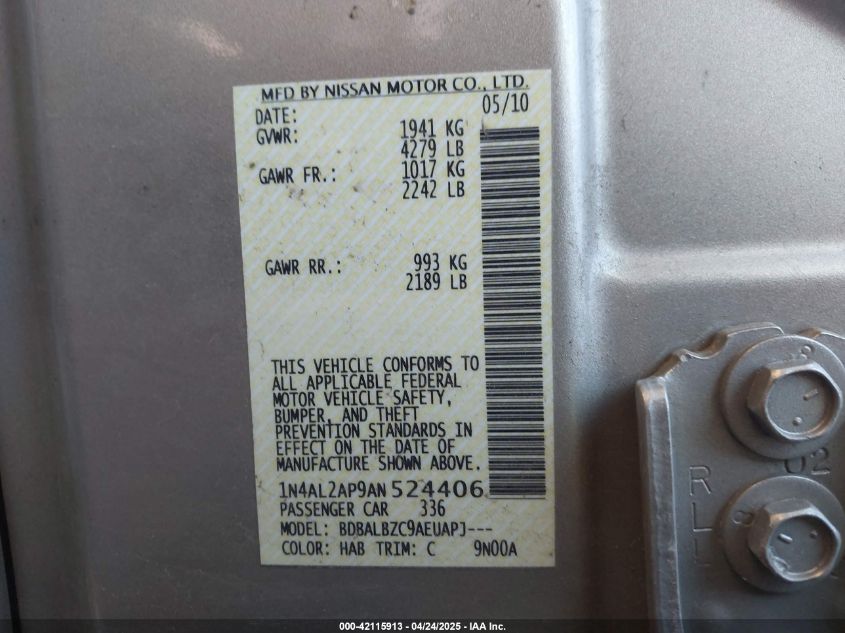 MFD BY NISSAN MOTOR CO., LTD.
DATE: 05/10
GVWR: 1941 KG
4279 LB
GAWR FR.: 1017 KG
2242 LB
GAWR RR.: 993 KG
2189 LB
THIS VEHICLE CONFORMS TO
ALL APPLICABLE FEDERAL
MOTOR VEHICLE SAFETY,
BUMPER, AND THEFT
PREVENTION STANDARDS IN
EFFECT ON THE DATE OF
MANUFACTURE SHOWN ABOVE.
1N4AL2AP9AN 524406
PASSENGER CAR 336
MODEL: BDBALBZC9AEUAPJ---
COLOR: HAB TRIM: C 9N00A
02
000-42115913 - 04/24/2025 - IAA Inc.